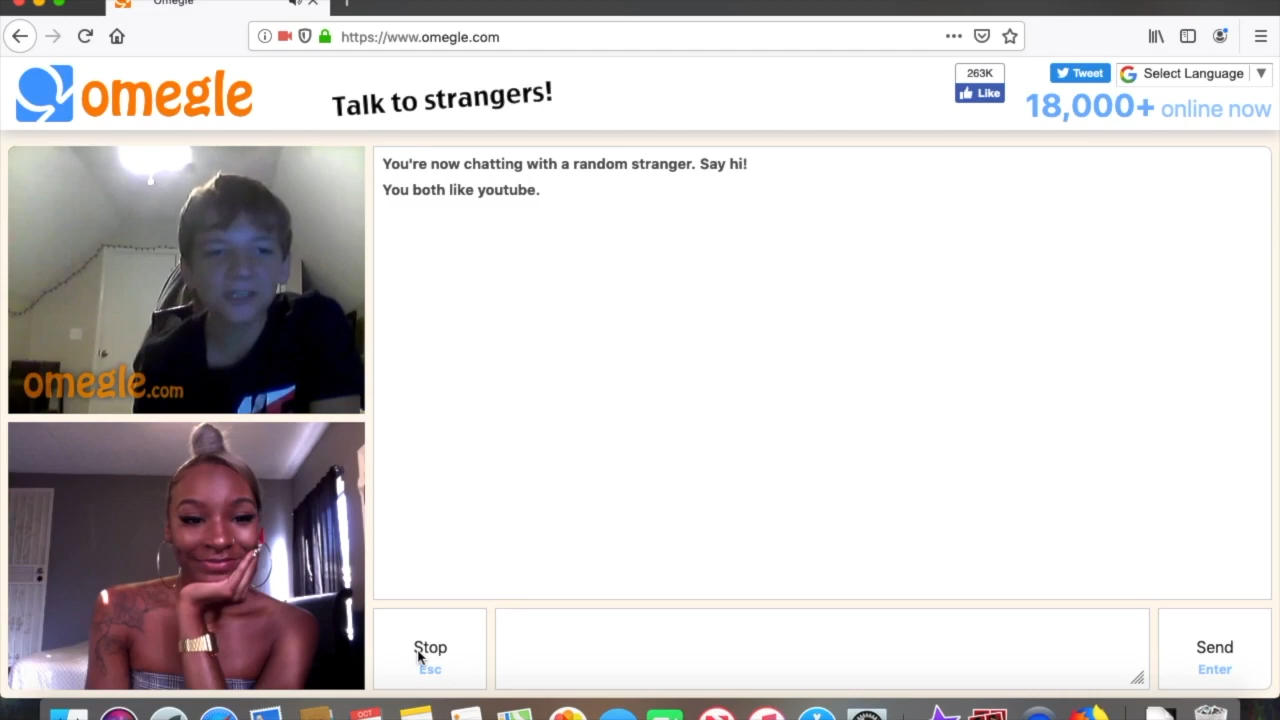 Omegle
https://www.omegle.com
omegle
Talk to strangers!
263K
Like
Tweet
Select Language
18,000+ online now
You're now chatting with a random stranger. Say hi!
You both like youtube.
omegle.com
Stop
Esc
Send
Enter
OCT